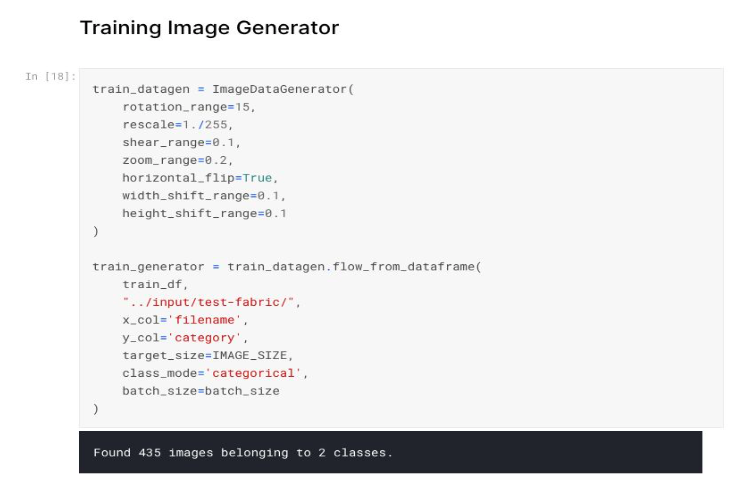 Training Image Generator
In [18]:
train_datagen = ImageDataGenerator(
    rotation_range=15,
    rescale=1./255,
    shear_range=0.1,
    zoom_range=0.2,
    horizontal_flip=True,
    width_shift_range=0.1,
    height_shift_range=0.1
)

train_generator = train_datagen.flow_from_dataframe(
    train_df,
    "../input/test-fabric/",
    x_col='filename',
    y_col='category',
    target_size=IMAGE_SIZE,
    class_mode='categorical',
    batch_size=batch_size
)
Found 435 images belonging to 2 classes.